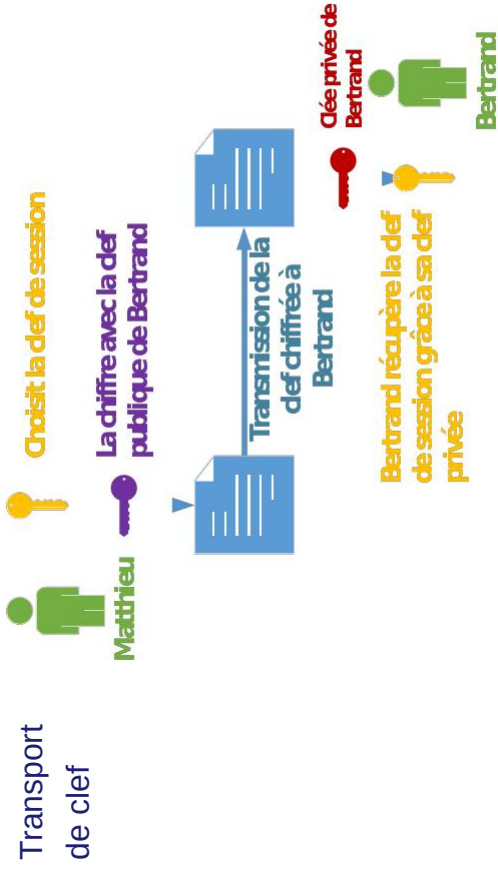 Transport
de clef
Matthieu
Choisit la clef de session
La chiffre avec la clef
publique de Bertrand
Transmission de la
clef chiffrée à
Bertrand
Clée privée de
Bertrand
Bertrand
Bertrand récupère la clef
de session grâce à sa clef
privée